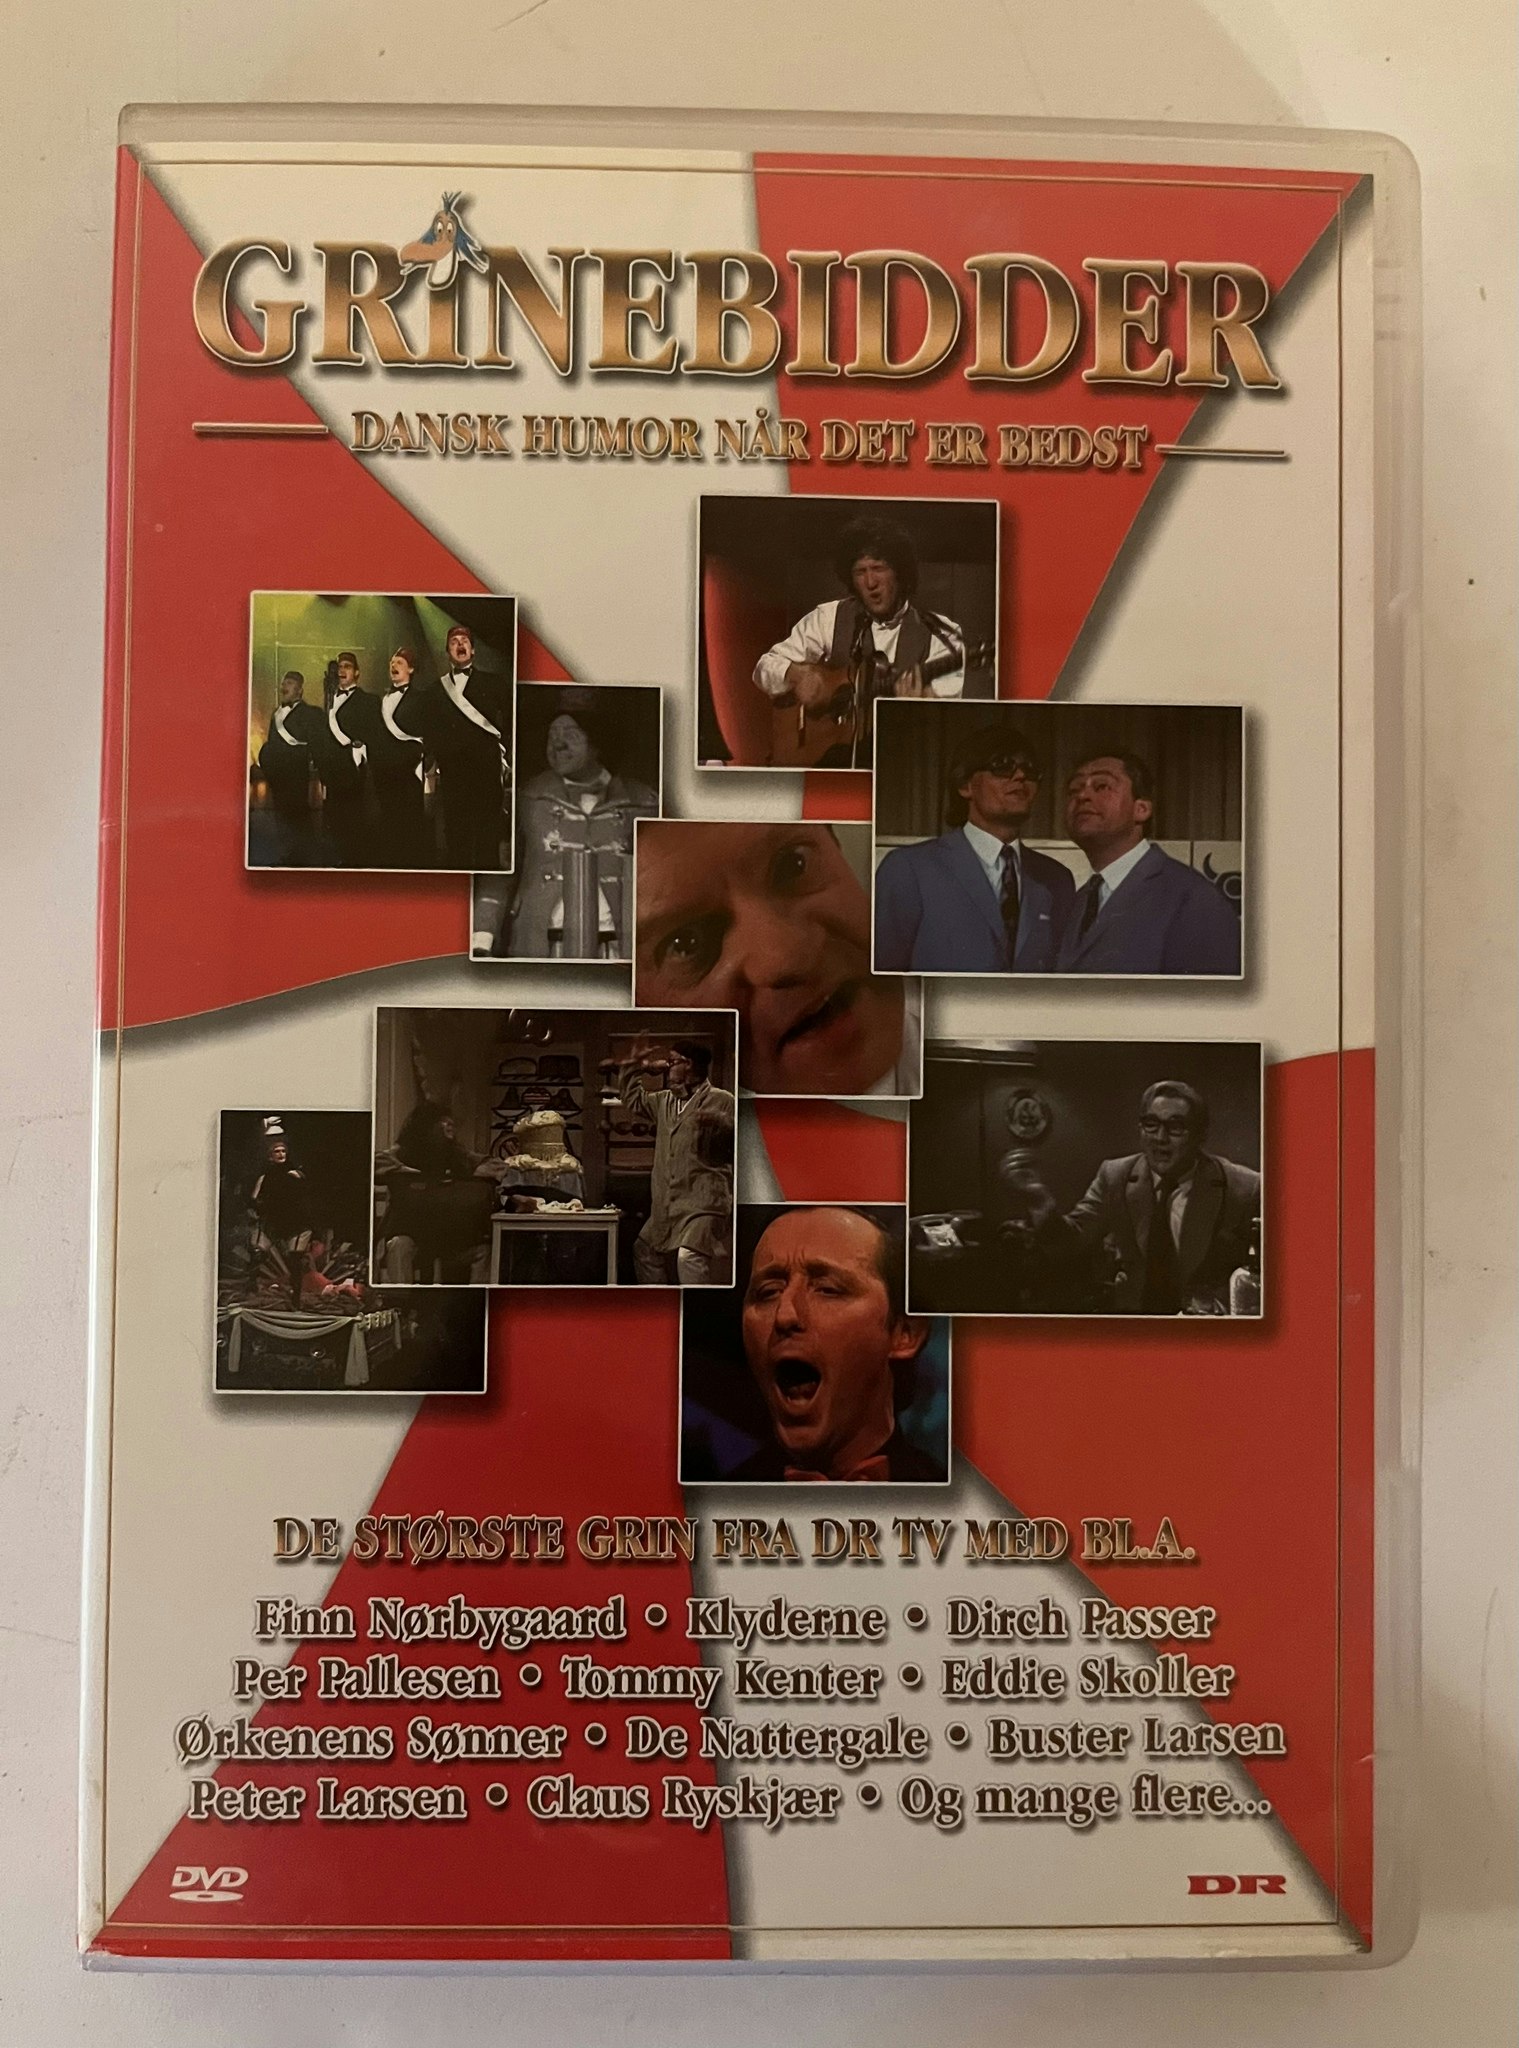 GRINEBIDDER
DANSK HUMOR NÅR DET ER BEDST
DE STØRSTE GRIN FRA DR TV MED BL.A.
Finn Nørbygaard • Klyderne • Dirch Passer
Per Pallesen • Tommy Kenter • Eddie Skoller
Ørkenens Sønner • De Nattergale • Buster Larsen
Peter Larsen • Claus Ryskjær • Og mange flere...
DVD
DR